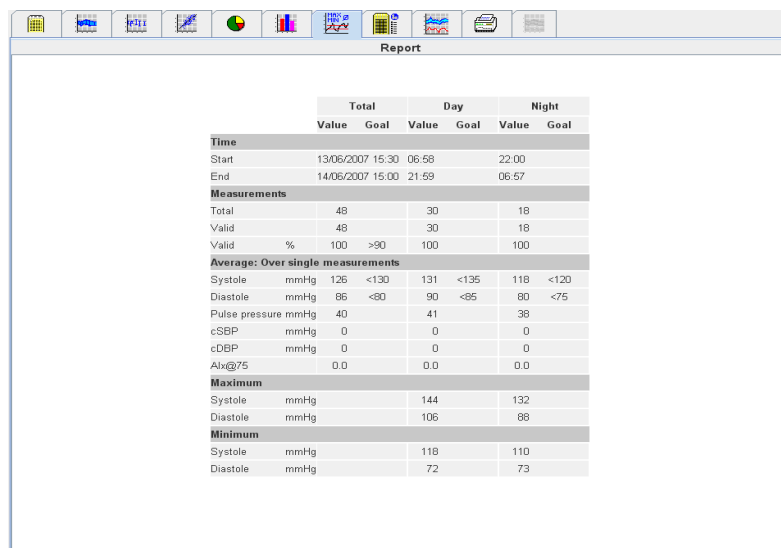 MAX Ø
MIN
Report
Total Day Night
Value Goal Value Goal Value Goal
Time
Start 13/06/2007 15:30 06:58 22:00
End 14/06/2007 15:00 21:59 06:57
Measurements
Total 48 30 18
Valid 48 30 18
Valid % 100 >90 100 100
Average: Over single measurements
Systole mmHg 126 <130 131 <135 118 <120
Diastole mmHg 86 <80 90 <85 80 <75
Pulse pressure mmHg 40 41 38
cSBP mmHg 0 0 0
cDBP mmHg 0 0 0
AIx@75 0.0 0.0 0.0
Maximum
Systole mmHg 144 132
Diastole mmHg 106 88
Minimum
Systole mmHg 118 110
Diastole mmHg 72 73